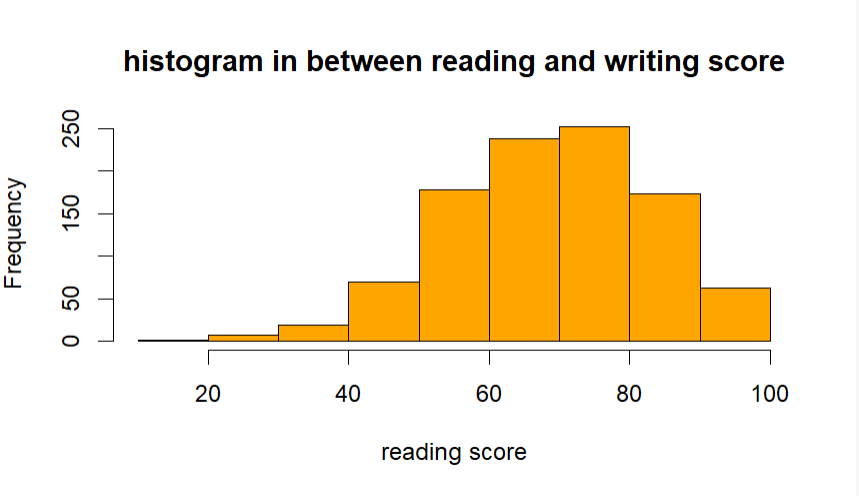 histogram in between reading and writing score
Frequency
250
150
50
0
20 40 60 80 100
reading score